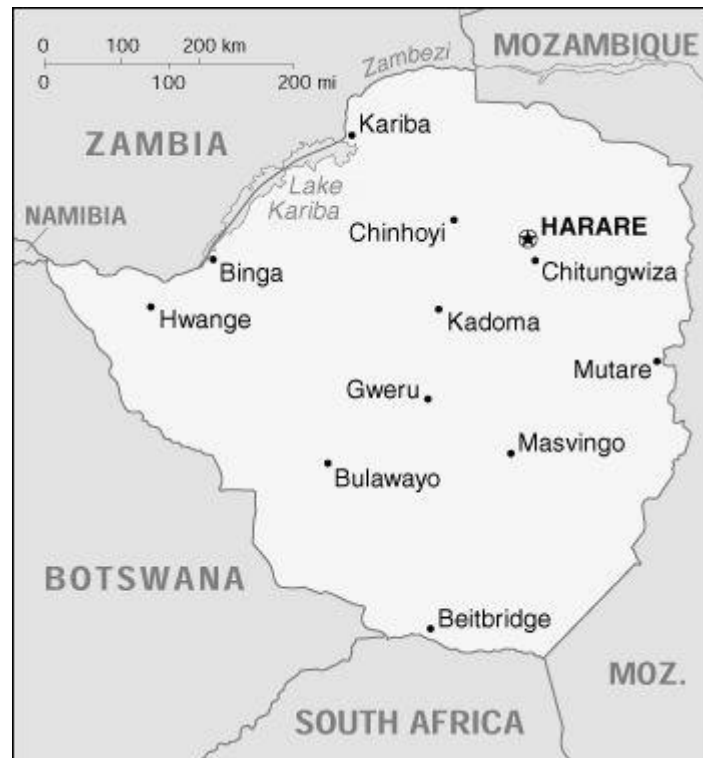 0 100 200 km
0 100 200 mi
Zambezi
MOZAMBIQUE
ZAMBIA
Kariba
Lake
Kariba
NAMIBIA
Chinhoyi
HARARE
Binga
Chitungwiza
Hwange
Kadoma
Mutare
Gweru
Masvingo
Bulawayo
BOTSWANA
Beitbridge
MOZ.
SOUTH AFRICA